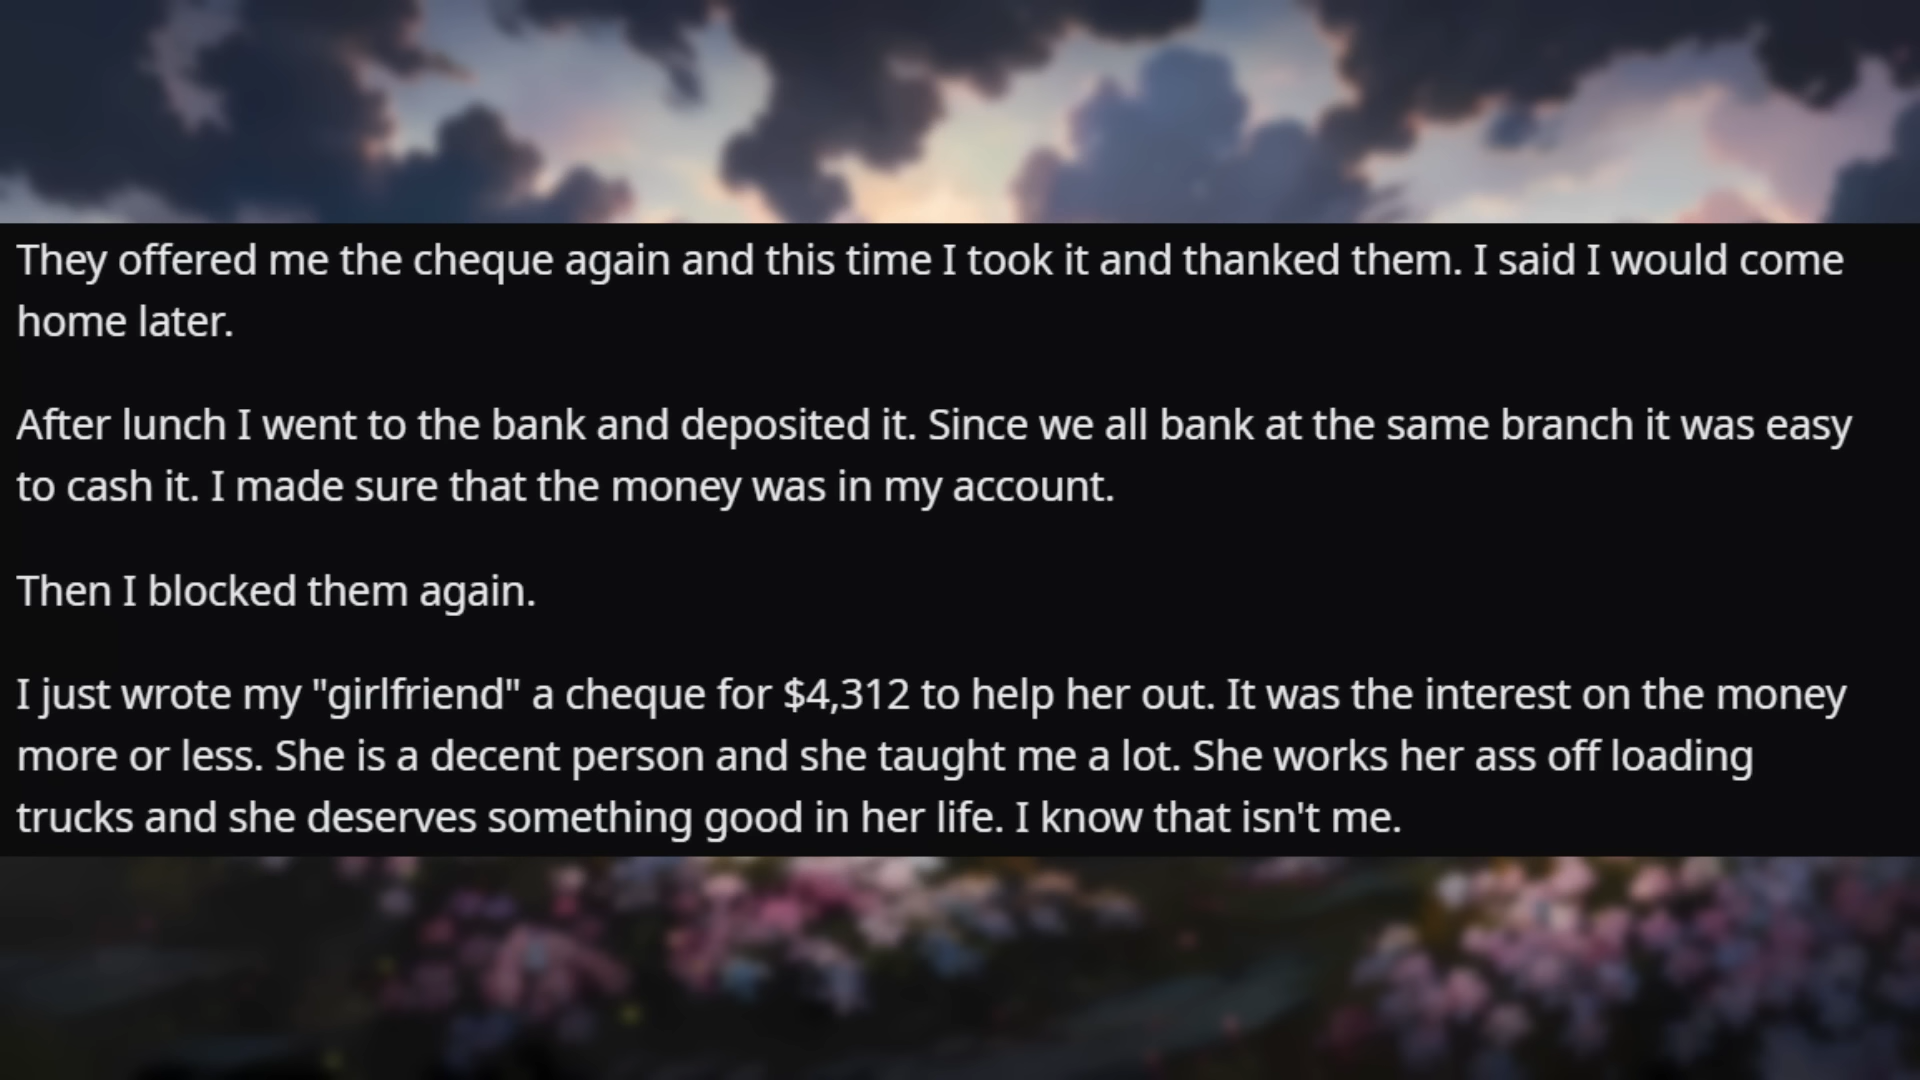 They offered me the cheque again and this time I took it and thanked them. I said I would come
home later.
After lunch I went to the bank and deposited it. Since we all bank at the same branch it was easy
to cash it. I made sure that the money was in my account.
Then I blocked them again.
I just wrote my "girlfriend" a cheque for $4,312 to help her out. It was the interest on the money
more or less. She is a decent person and she taught me a lot. She works her ass off loading
trucks and she deserves something good in her life. I know that isn't me.